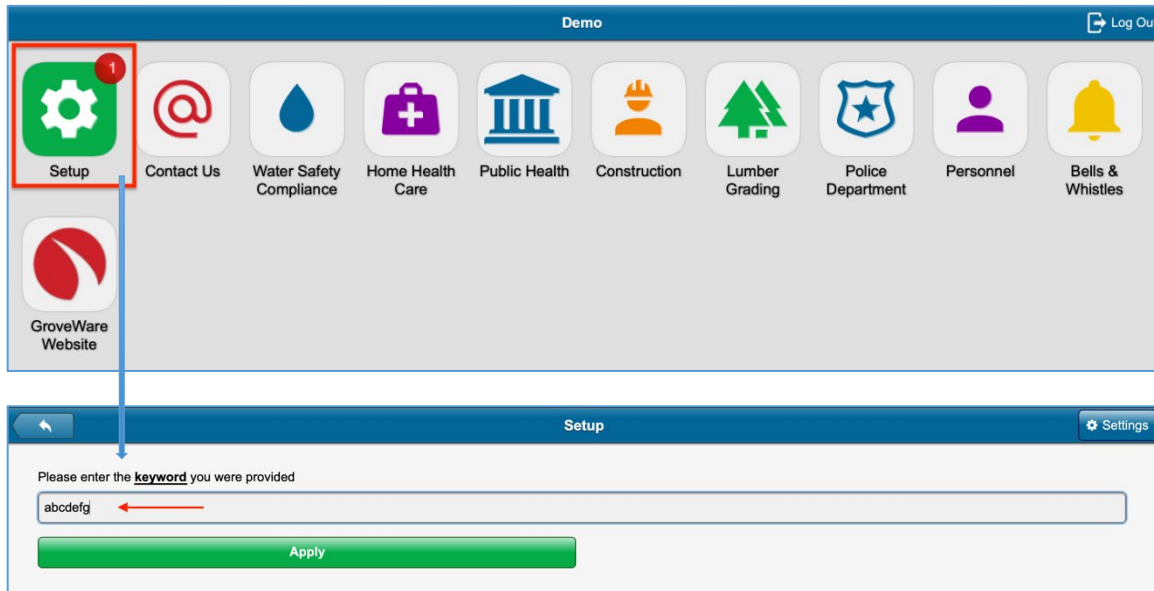 Demo
Log Out
1
Setup
Contact Us
Water Safety
Compliance
Home Health
Care
Public Health
Construction
Lumber
Grading
Police
Department
Personnel
Bells &
Whistles
GroveWare
Website
Setup
Settings
Please enter the keyword you were provided
abcdefg
Apply